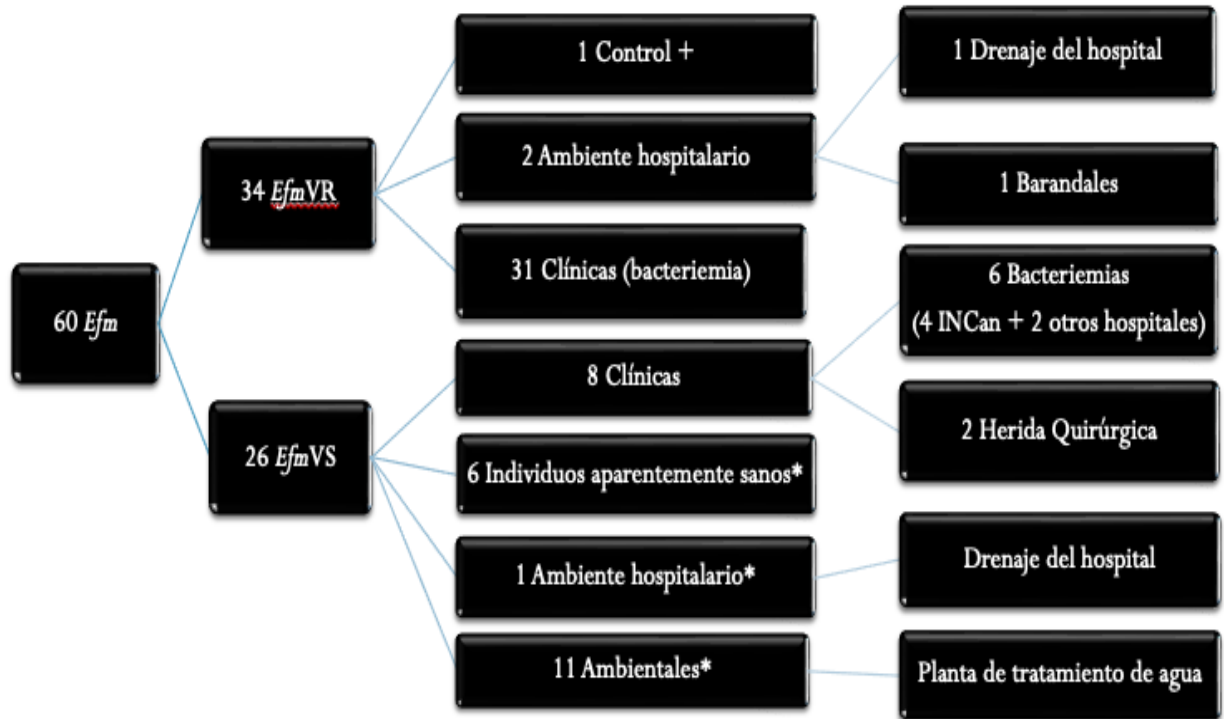 60 Efm
34 EfmVR
26 EfmVS
1 Control +
2 Ambiente hospitalario
31 Clínicas (bacteriemia)
8 Clínicas
6 Individuos aparentemente sanos*
1 Ambiente hospitalario*
11 Ambientales*
1 Drenaje del hospital
1 Barandales
6 Bacteriemias
(4 INCan + 2 otros hospitales)
2 Herida Quirúrgica
Drenaje del hospital
Planta de tratamiento de agua